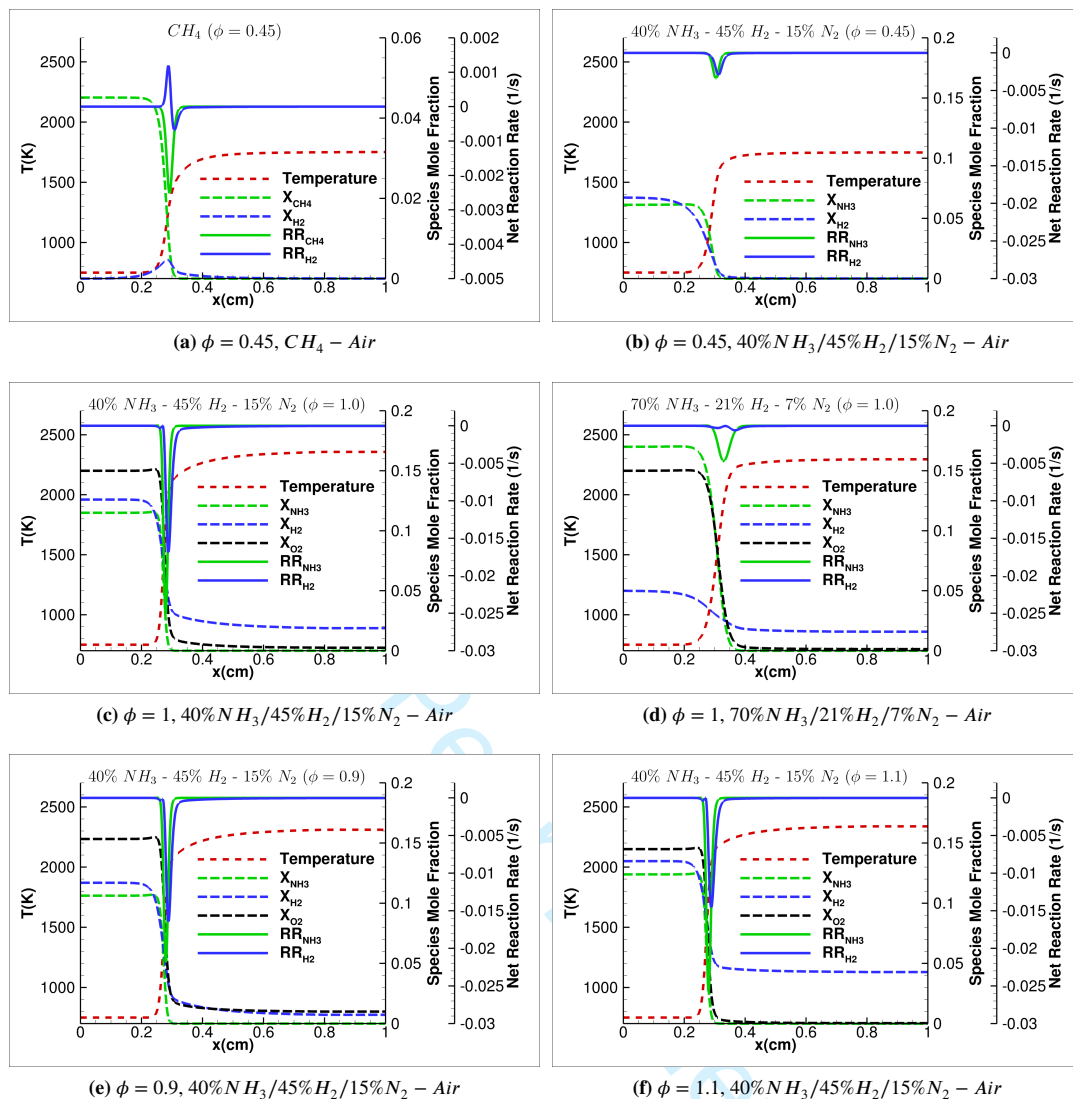 CH4 (ϕ = 0.45)
T(K)
2500
2000
1500
1000
0 0.2 0.4 0.6 0.8 1
x(cm)
0.06
0.04
0.02
0
Species Mole Fraction
0.002
0.001
0
-0.001
-0.002
-0.003
-0.004
-0.005
Net Reaction Rate (1/s)
Temperature
XCH4
XH2
RRCH4
RRH2
(a) ϕ = 0.45, CH4 − Air
40% NH3 - 45% H2 - 15% N2 (ϕ = 0.45)
T(K)
2500
2000
1500
1000
0 0.2 0.4 0.6 0.8 1
x(cm)
0.2
0.15
0.1
0.05
0
Species Mole Fraction
0
-0.005
-0.01
-0.015
-0.02
-0.025
-0.03
Net Reaction Rate (1/s)
Temperature
XNH3
XH2
RRNH3
RRH2
(b) ϕ = 0.45, 40%NH3/45%H2/15%N2 − Air
40% NH3 - 45% H2 - 15% N2 (ϕ = 1.0)
T(K)
2500
2000
1500
1000
0 0.2 0.4 0.6 0.8 1
x(cm)
0.2
0.15
0.1
0.05
0
Species Mole Fraction
0
-0.005
-0.01
-0.015
-0.02
-0.025
-0.03
Net Reaction Rate (1/s)
Temperature
XNH3
XH2
XO2
RRNH3
RRH2
(c) ϕ = 1, 40%NH3/45%H2/15%N2 − Air
70% NH3 - 21% H2 - 7% N2 (ϕ = 1.0)
T(K)
2500
2000
1500
1000
0 0.2 0.4 0.6 0.8 1
x(cm)
0.2
0.15
0.1
0.05
0
Species Mole Fraction
0
-0.005
-0.01
-0.015
-0.02
-0.025
-0.03
Net Reaction Rate (1/s)
Temperature
XNH3
XH2
XO2
RRNH3
RRH2
(d) ϕ = 1, 70%NH3/21%H2/7%N2 − Air
40% NH3 - 45% H2 - 15% N2 (ϕ = 0.9)
T(K)
2500
2000
1500
1000
0 0.2 0.4 0.6 0.8 1
x(cm)
0.2
0.15
0.1
0.05
0
Species Mole Fraction
0
-0.005
-0.01
-0.015
-0.02
-0.025
-0.03
Net Reaction Rate (1/s)
Temperature
XNH3
XH2
XO2
RRNH3
RRH2
(e) ϕ = 0.9, 40%NH3/45%H2/15%N2 − Air
40% NH3 - 45% H2 - 15% N2 (ϕ = 1.1)
T(K)
2500
2000
1500
1000
0 0.2 0.4 0.6 0.8 1
x(cm)
0.2
0.15
0.1
0.05
0
Species Mole Fraction
0
-0.005
-0.01
-0.015
-0.02
-0.025
-0.03
Net Reaction Rate (1/s)
Temperature
XNH3
XH2
XO2
RRNH3
RRH2
(f) ϕ = 1.1, 40%NH3/45%H2/15%N2 − Air